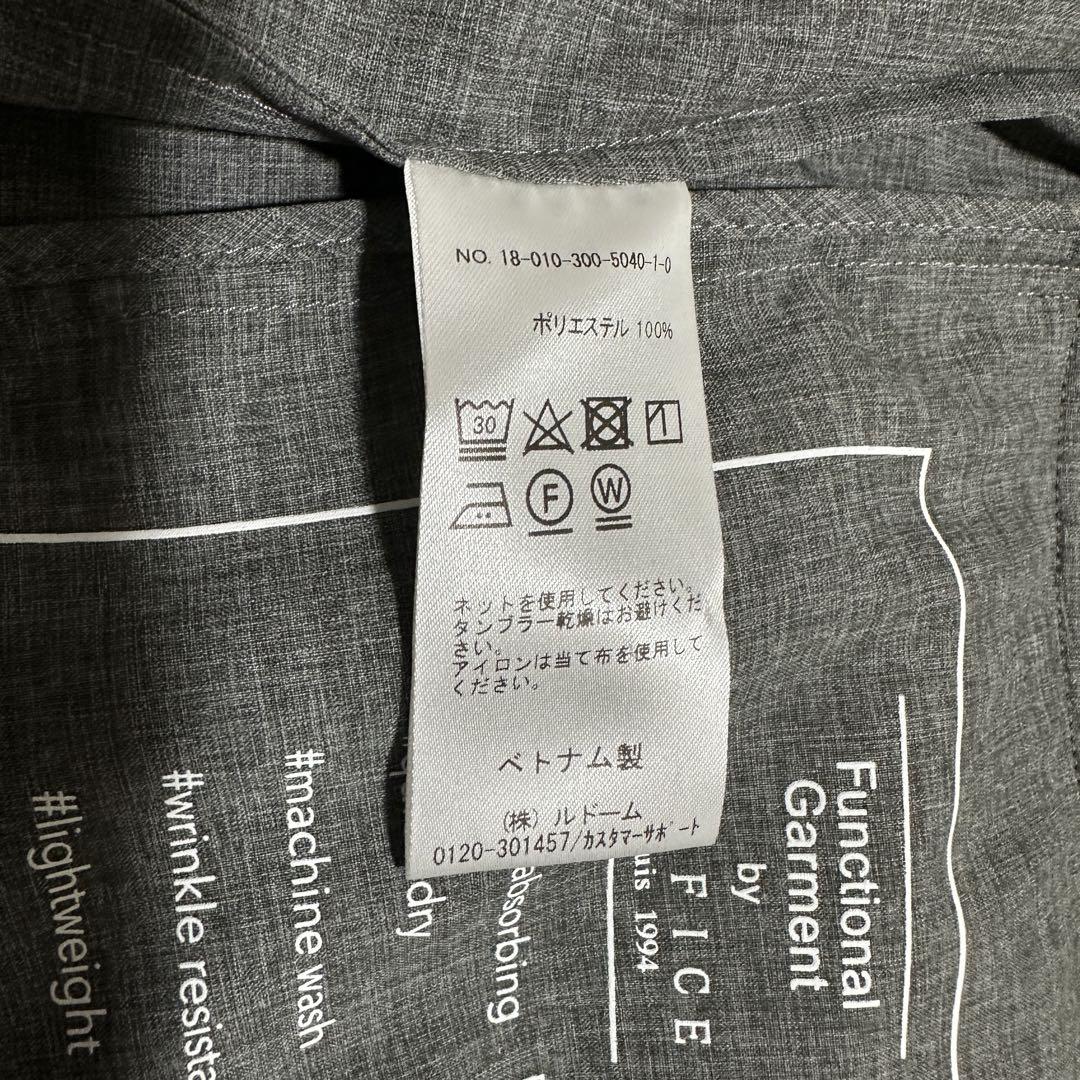 NO. 18-010-300-5040-1-0
ポリエステル 100%
30
F
W
ネットを使用してください。
タンブラー乾燥はお避けくだ
さい。
アイロンは当て布を使用して
ください。
ベトナム製
(株) ルドーム
0120-301457/カスタマーサポート
Functional
Garment
by
FICE
uis 1994
absorbing
dry
#machine wash
#wrinkle resista
#lightweight